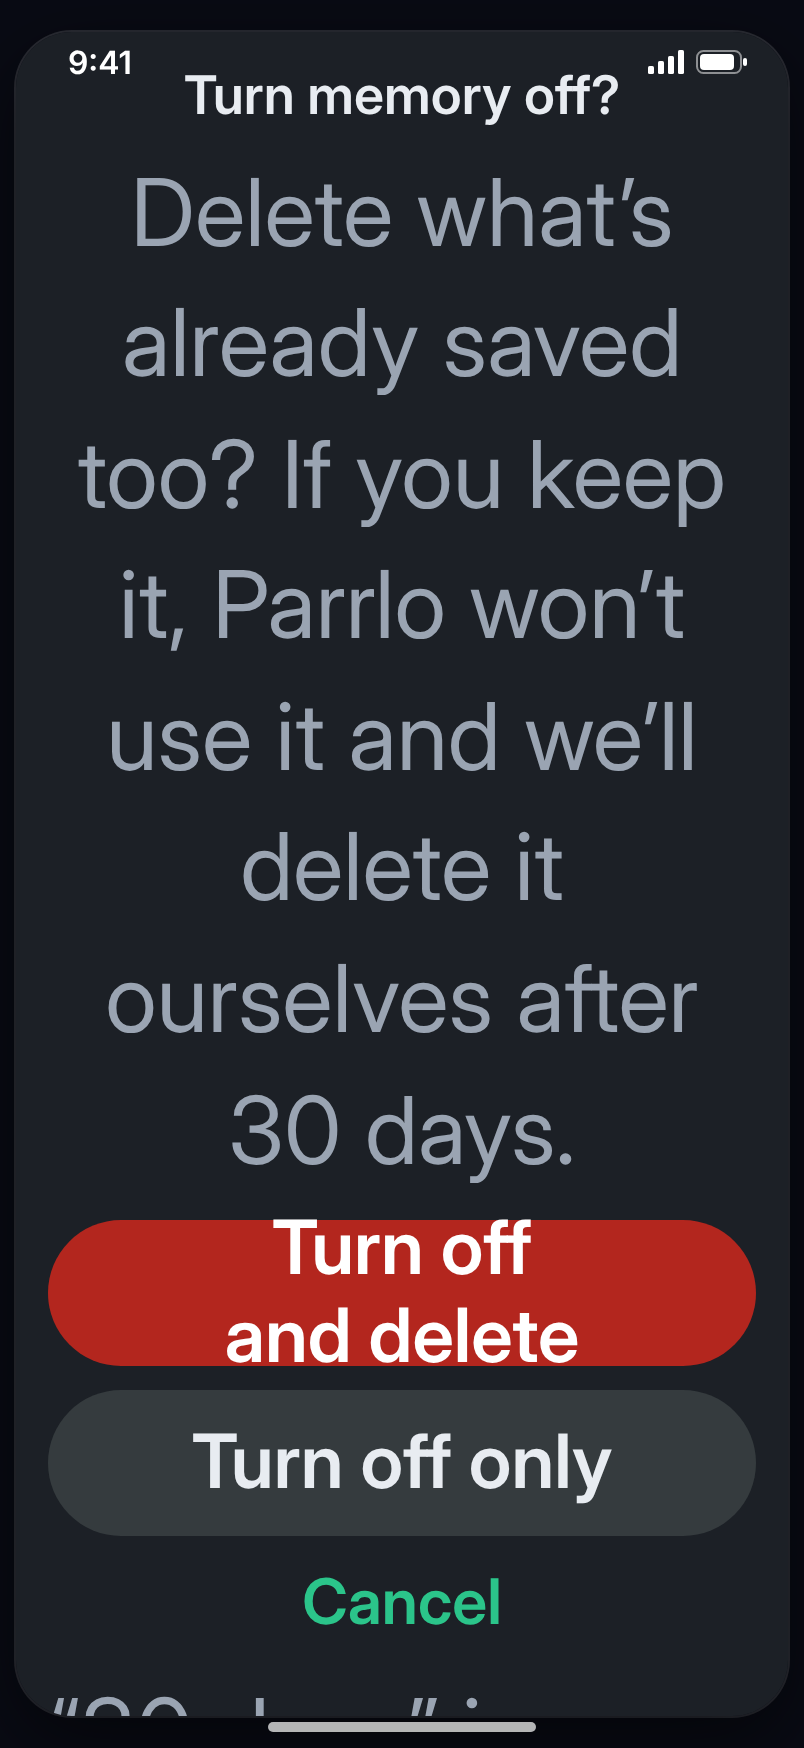 9:41
Turn memory off?
Delete what’s
already saved
too? If you keep
it, Parrlo won’t
use it and we’ll
delete it
ourselves after
30 days.
Turn off
and delete
Turn off only
Cancel